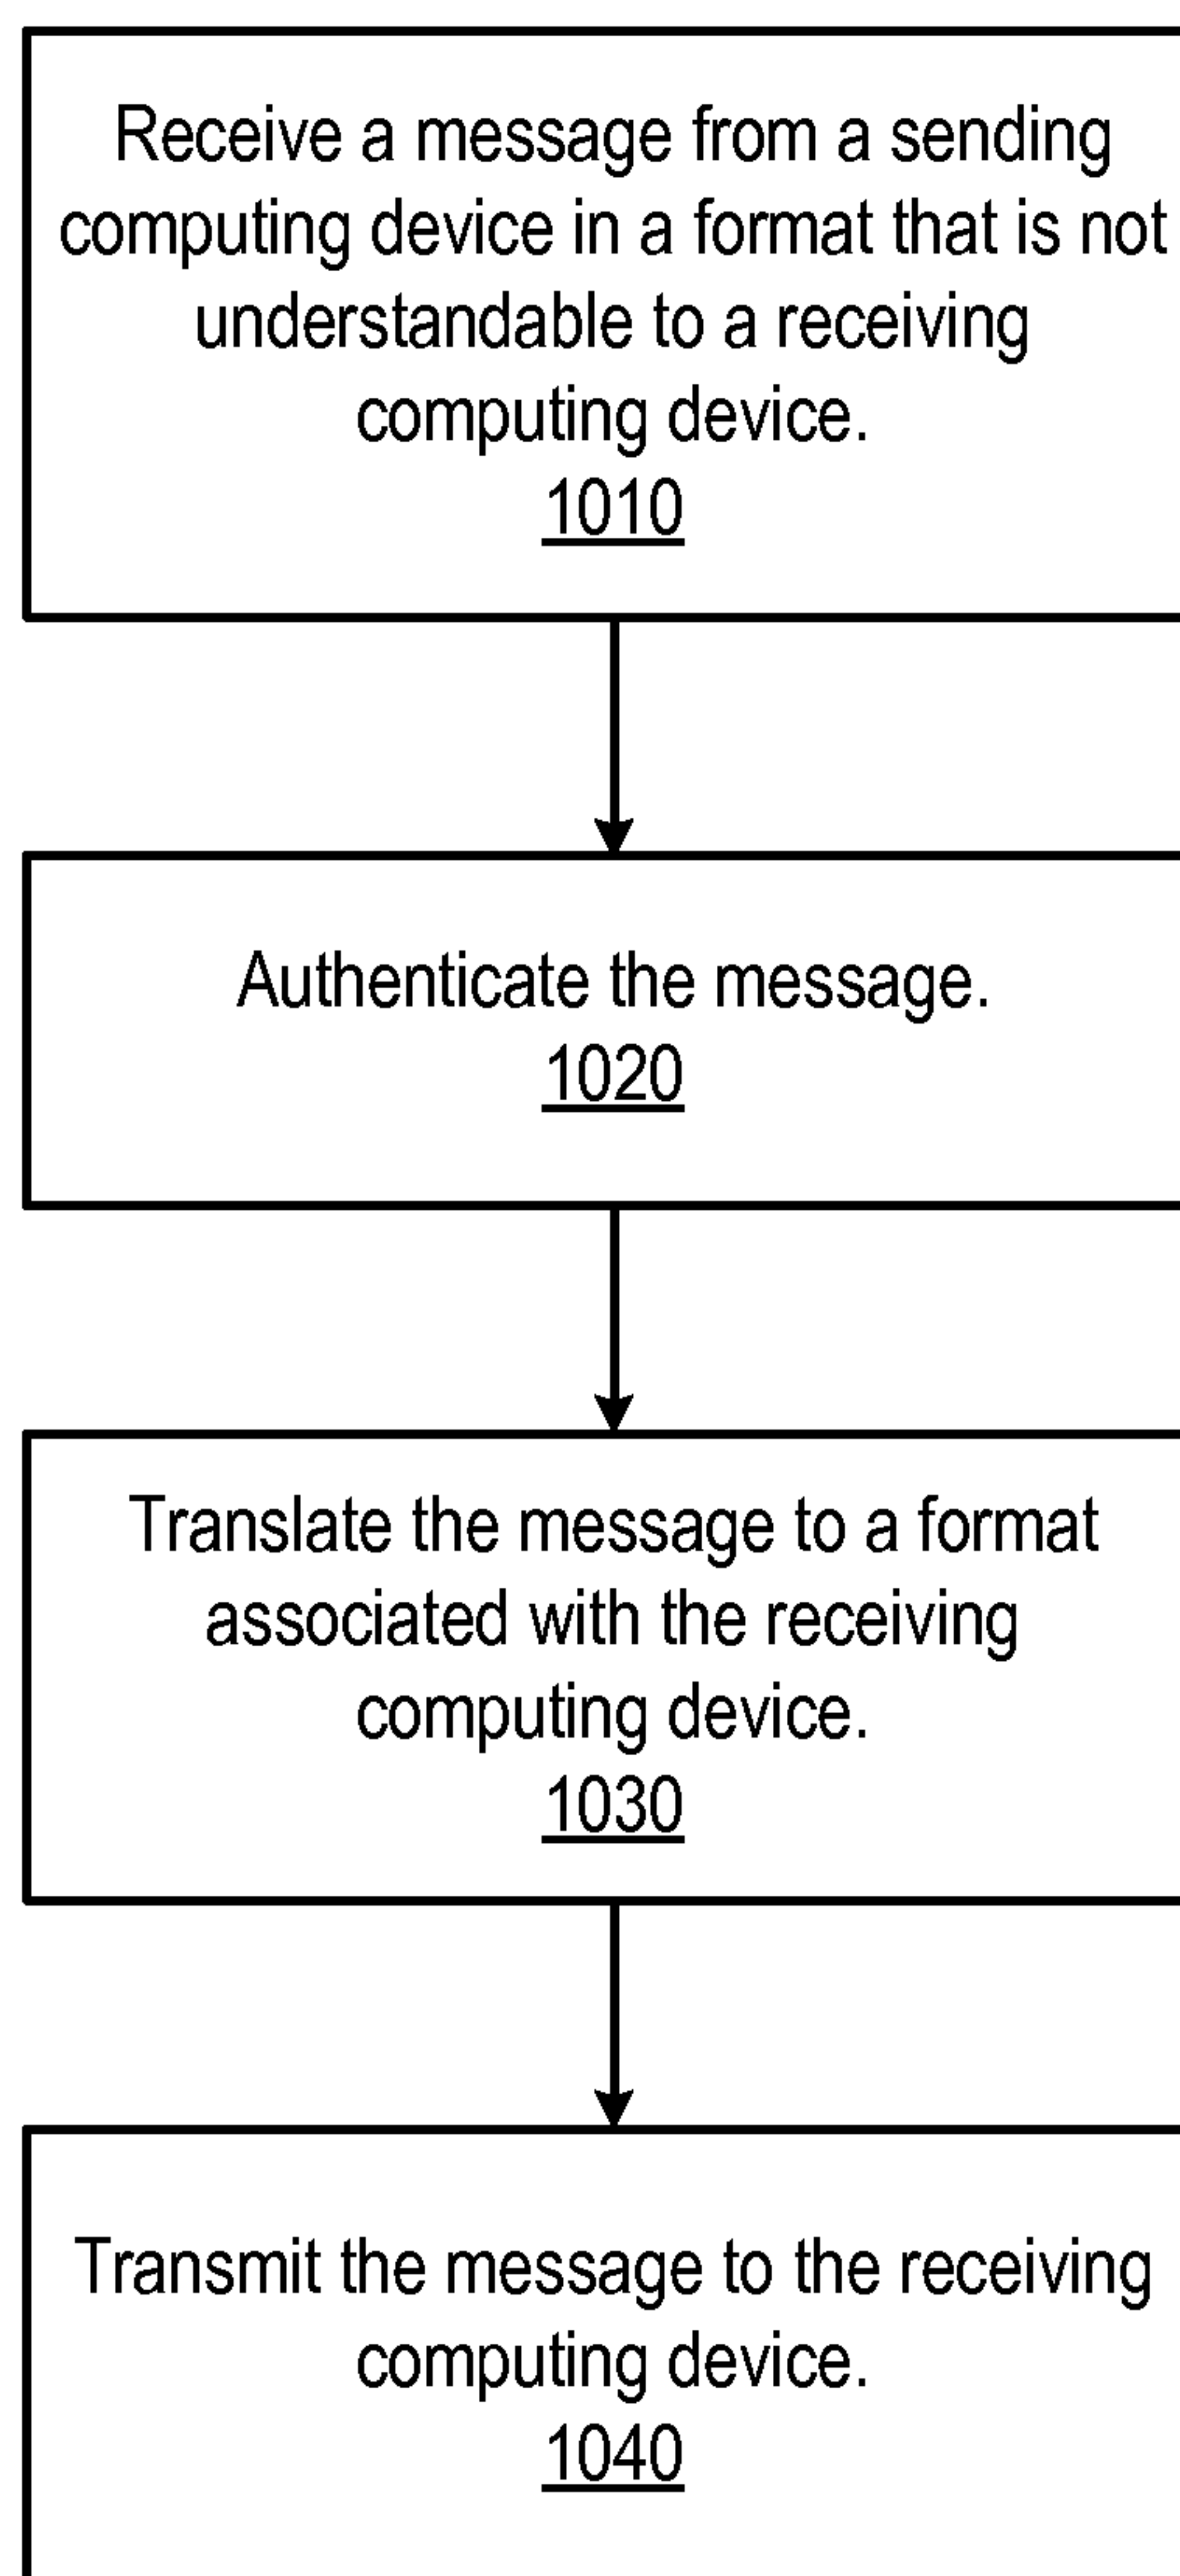 Receive a message from a sending
computing device in a format that is not
understandable to a receiving
computing device.
1010
Authenticate the message.
1020
Translate the message to a format
associated with the receiving
computing device.
1030
Transmit the message to the receiving
computing device.
1040